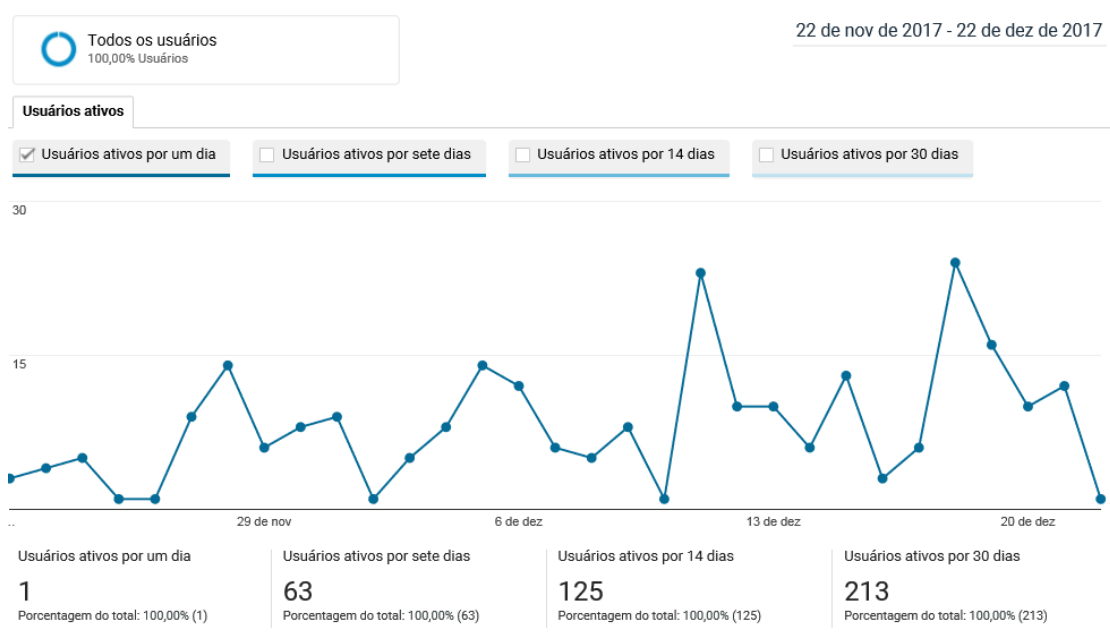 Todos os usuários
100,00% Usuários
22 de nov de 2017 - 22 de dez de 2017
Usuários ativos
Usuários ativos por um dia
Usuários ativos por sete dias
Usuários ativos por 14 dias
Usuários ativos por 30 dias
30
15
..
29 de nov
6 de dez
13 de dez
20 de dez
Usuários ativos por um dia
1
Porcentagem do total: 100,00% (1)
Usuários ativos por sete dias
63
Porcentagem do total: 100,00% (63)
Usuários ativos por 14 dias
125
Porcentagem do total: 100,00% (125)
Usuários ativos por 30 dias
213
Porcentagem do total: 100,00% (213)